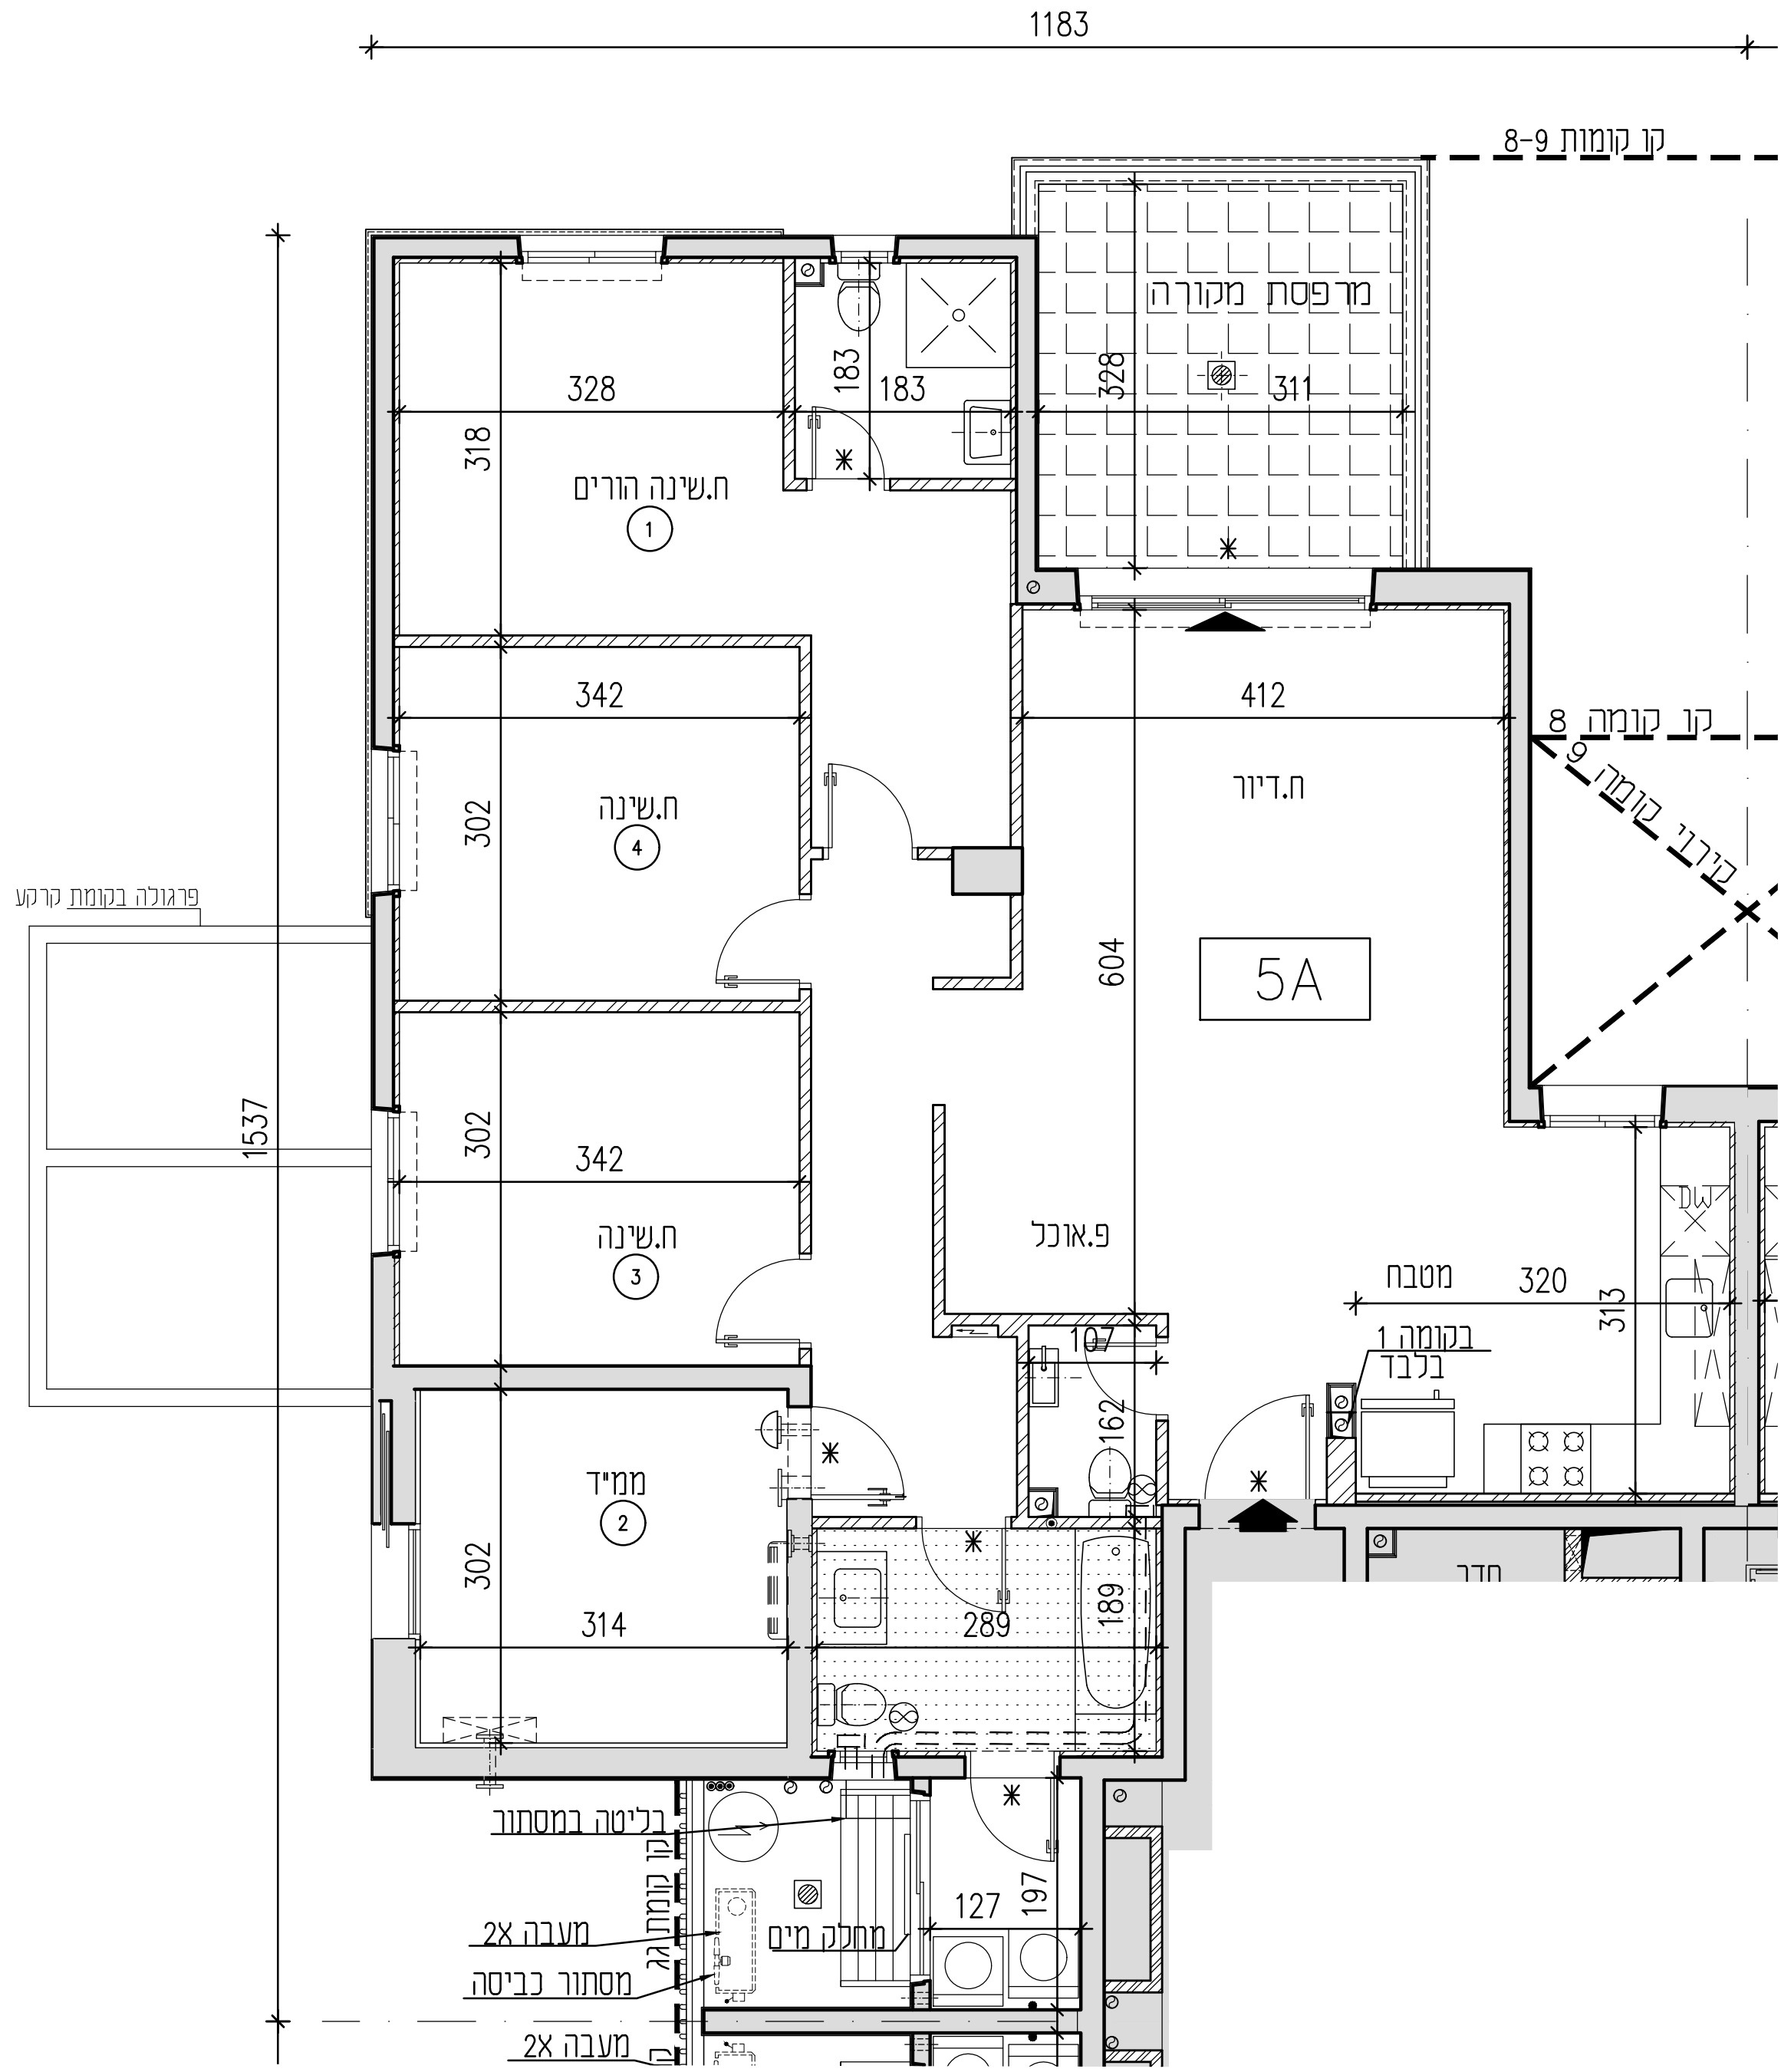 1183
קו קומות 8-9
מרפסת מקורה
328
183
183
328
311
318
ח.שינה הורים
1
342
412
קו קומה 8
קירוי קומה 9
ח.דיור
302
ח.שינה
4
פרגולה בקומת קרקע
604
5A
1537
302
342
DW
ח.שינה
3
פ.אוכל
מטבח
320
313
107
בקומה 1
בלבד
162
ממ"ד
2
302
314
289
189
חדר
בליטה במסתור
קו קומת גג
197
127
מעבה 2X
מחלק מים
מסתור כביסה
מעבה 2X